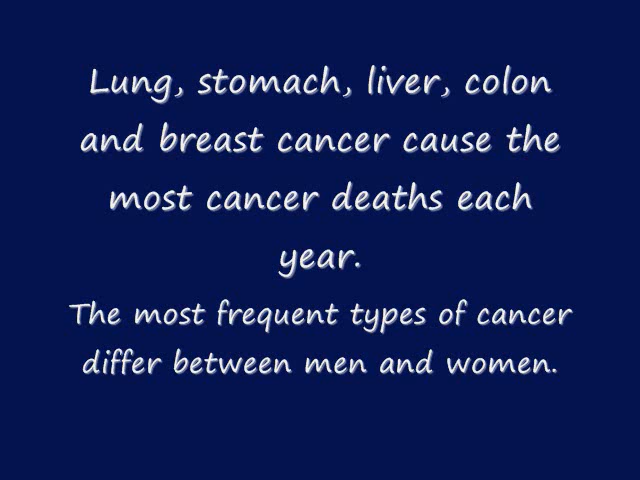 Lung, stomach, liver, colon
and breast cancer cause the
most cancer deaths each
year.
The most frequent types of cancer
differ between men and women.